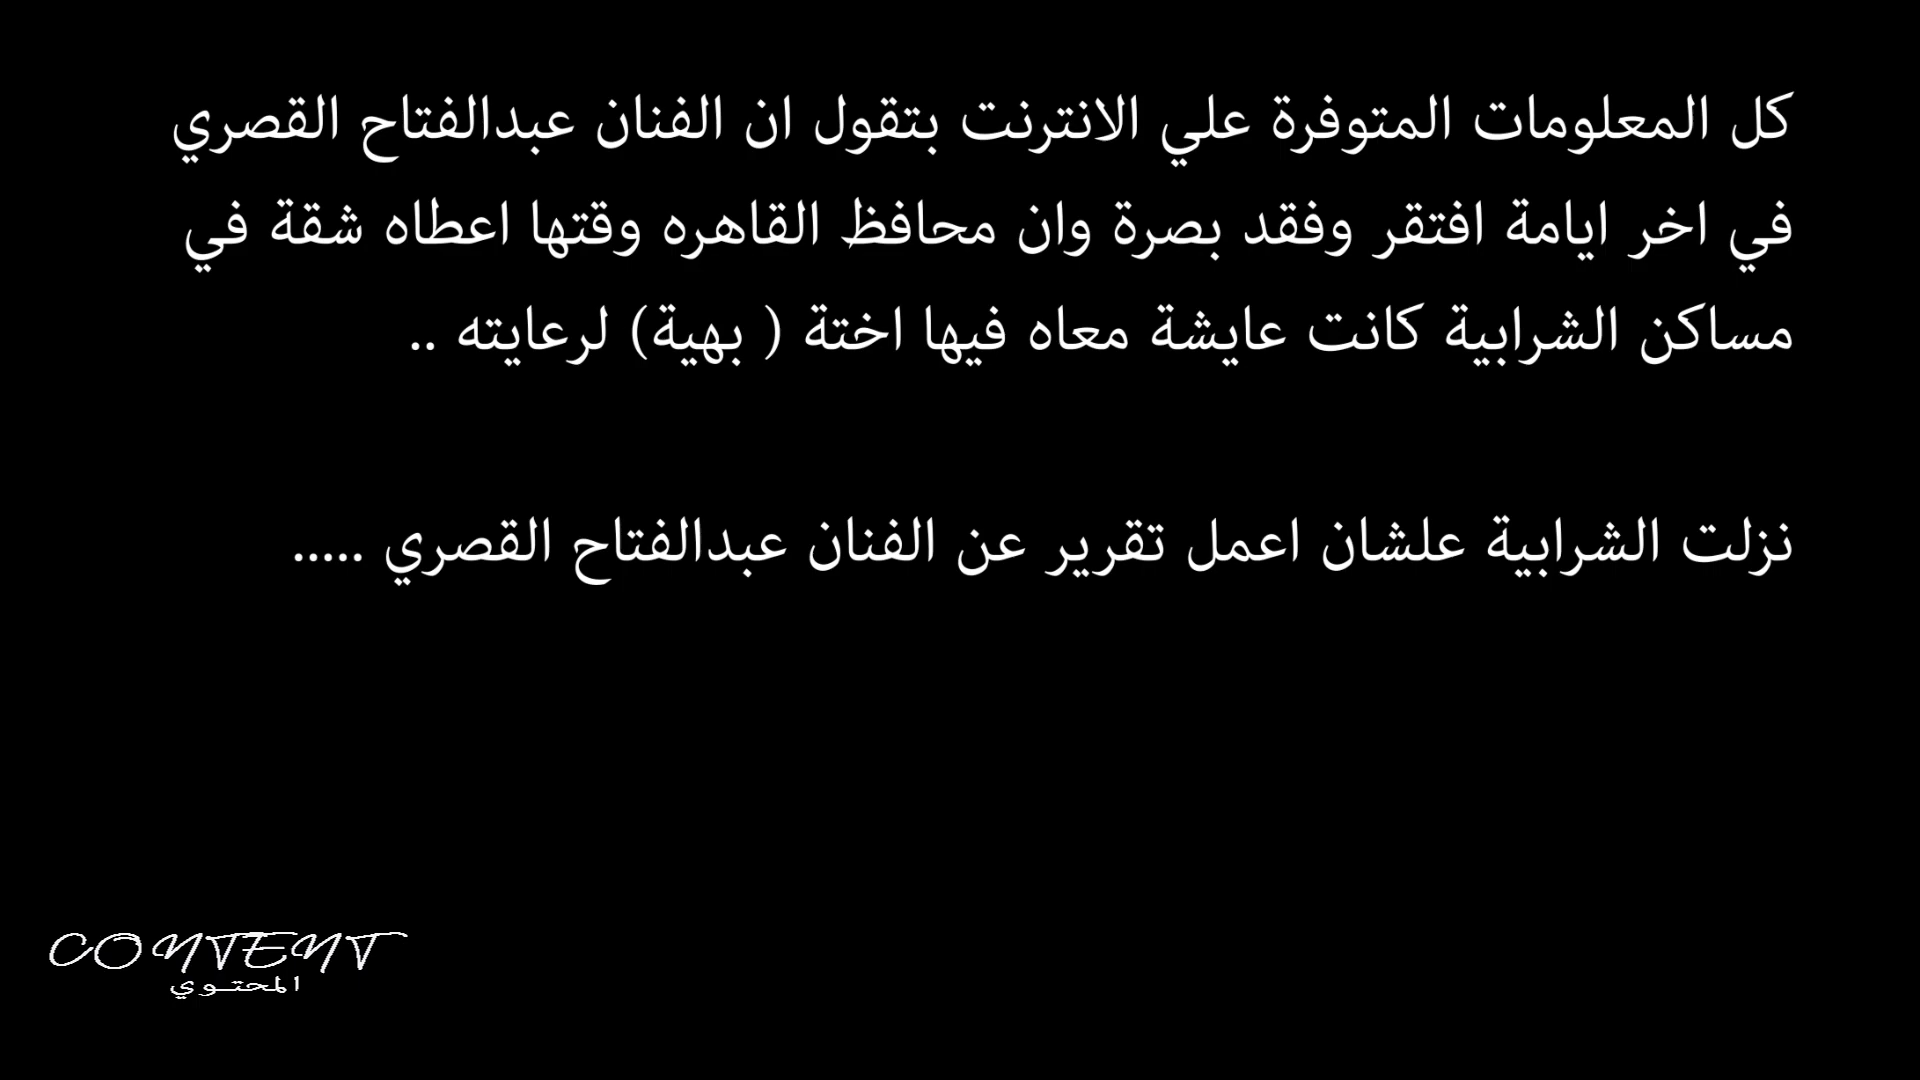 كل المعلومات المتوفرة علي الانترنت بتقول ان الفنان عبدالفتاح القصري
في اخر ايامة افتقر وفقد بصرة وان محافظ القاهره وقتها اعطاه شقة في
مساكن الشرابية كانت عايشة معاه فيها اختة ( بهية) لرعايته ..
نزلت الشرابية علشان اعمل تقرير عن الفنان عبدالفتاح القصري .....
CONTENT
المحتوي